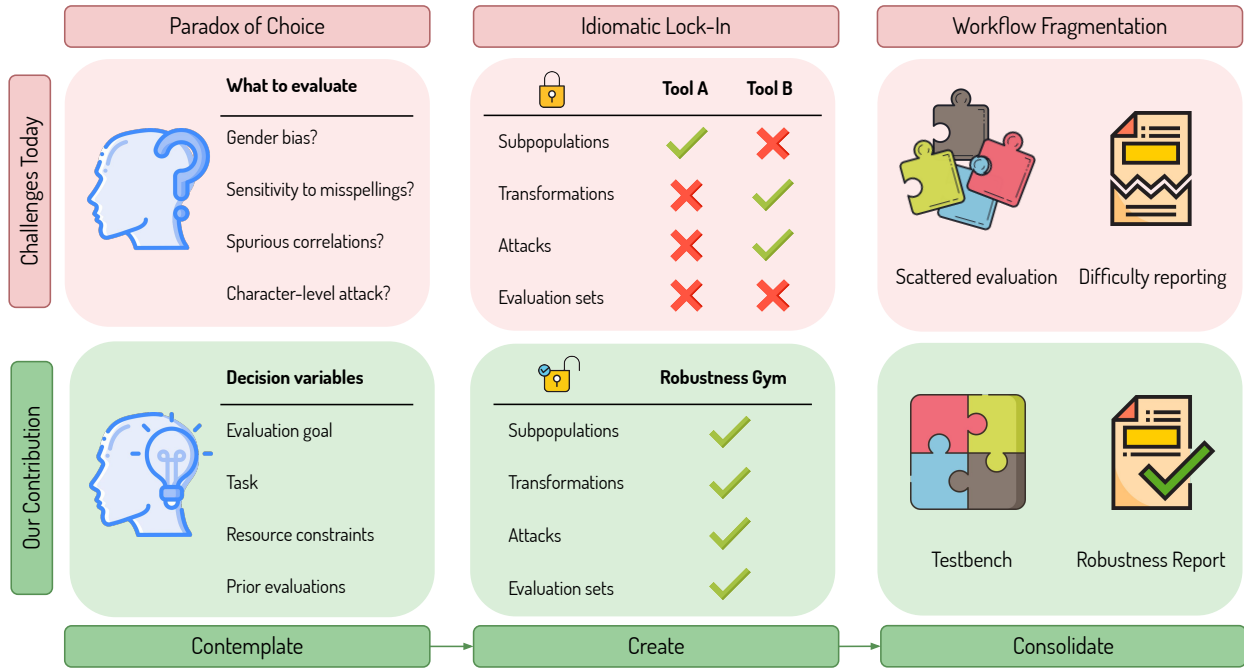 Paradox of Choice
Idiomatic Lock-In
Workflow Fragmentation
Challenges Today
What to evaluate
Gender bias?
Sensitivity to misspellings?
Spurious correlations?
Character-level attack?
Tool A Tool B
Subpopulations
Transformations
Attacks
Evaluation sets
Scattered evaluation
Difficulty reporting
Our Contribution
Decision variables
Evaluation goal
Task
Resource constraints
Prior evaluations
Robustness Gym
Subpopulations
Transformations
Attacks
Evaluation sets
Testbench
Robustness Report
Contemplate
Create
Consolidate